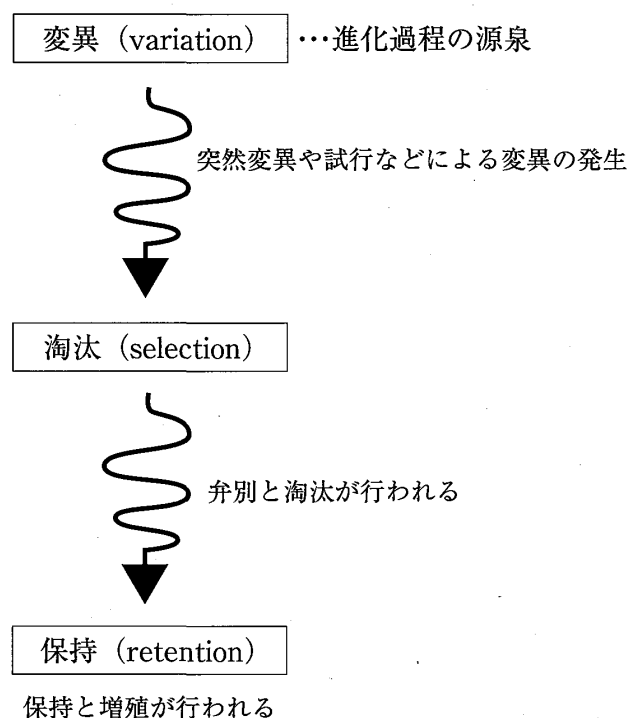 変異（variation） …進化過程の源泉
突然変異や試行などによる変異の発生
淘汰（selection）
弁別と淘汰が行われる
保持（retention）
保持と増殖が行われる